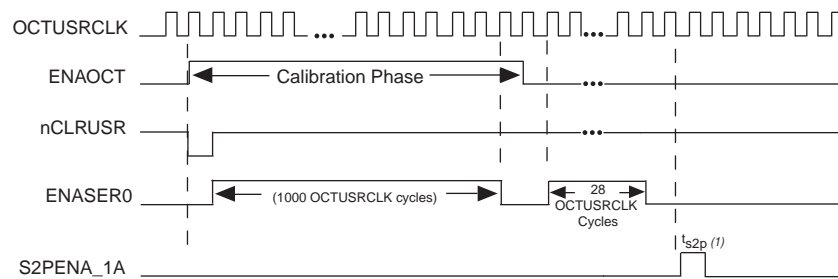 OCTUSRCLK
ENAOCT
Calibration Phase
nCLRUSR
ENASER0
(1000 OCTUSRCLK cycles)
28
OCTUSRCLK
Cycles
ts2p (1)
S2PENA_1A